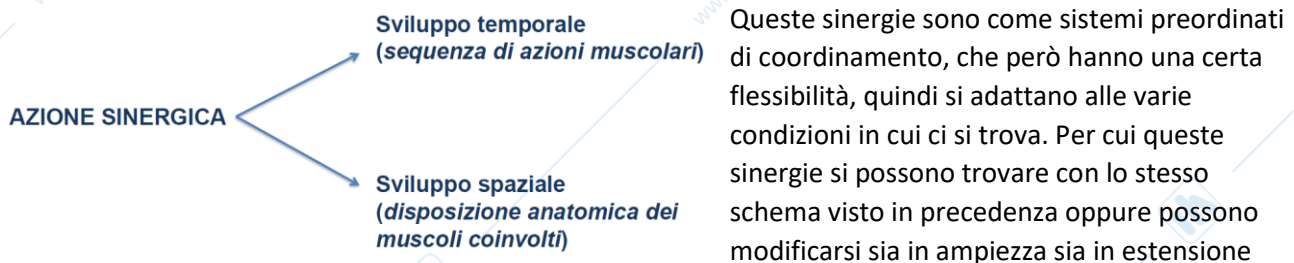 Sviluppo temporale
(sequenza di azioni muscolari)
AZIONE SINERGICA
Sviluppo spaziale
(disposizione anatomica dei
muscoli coinvolti)
Queste sinergie sono come sistemi preordinati
di coordinamento, che però hanno una certa
flessibilità, quindi si adattano alle varie
condizioni in cui ci si trova. Per cui queste
sinergie si possono trovare con lo stesso
schema visto in precedenza oppure possono
modificarsi sia in ampiezza sia in estensione